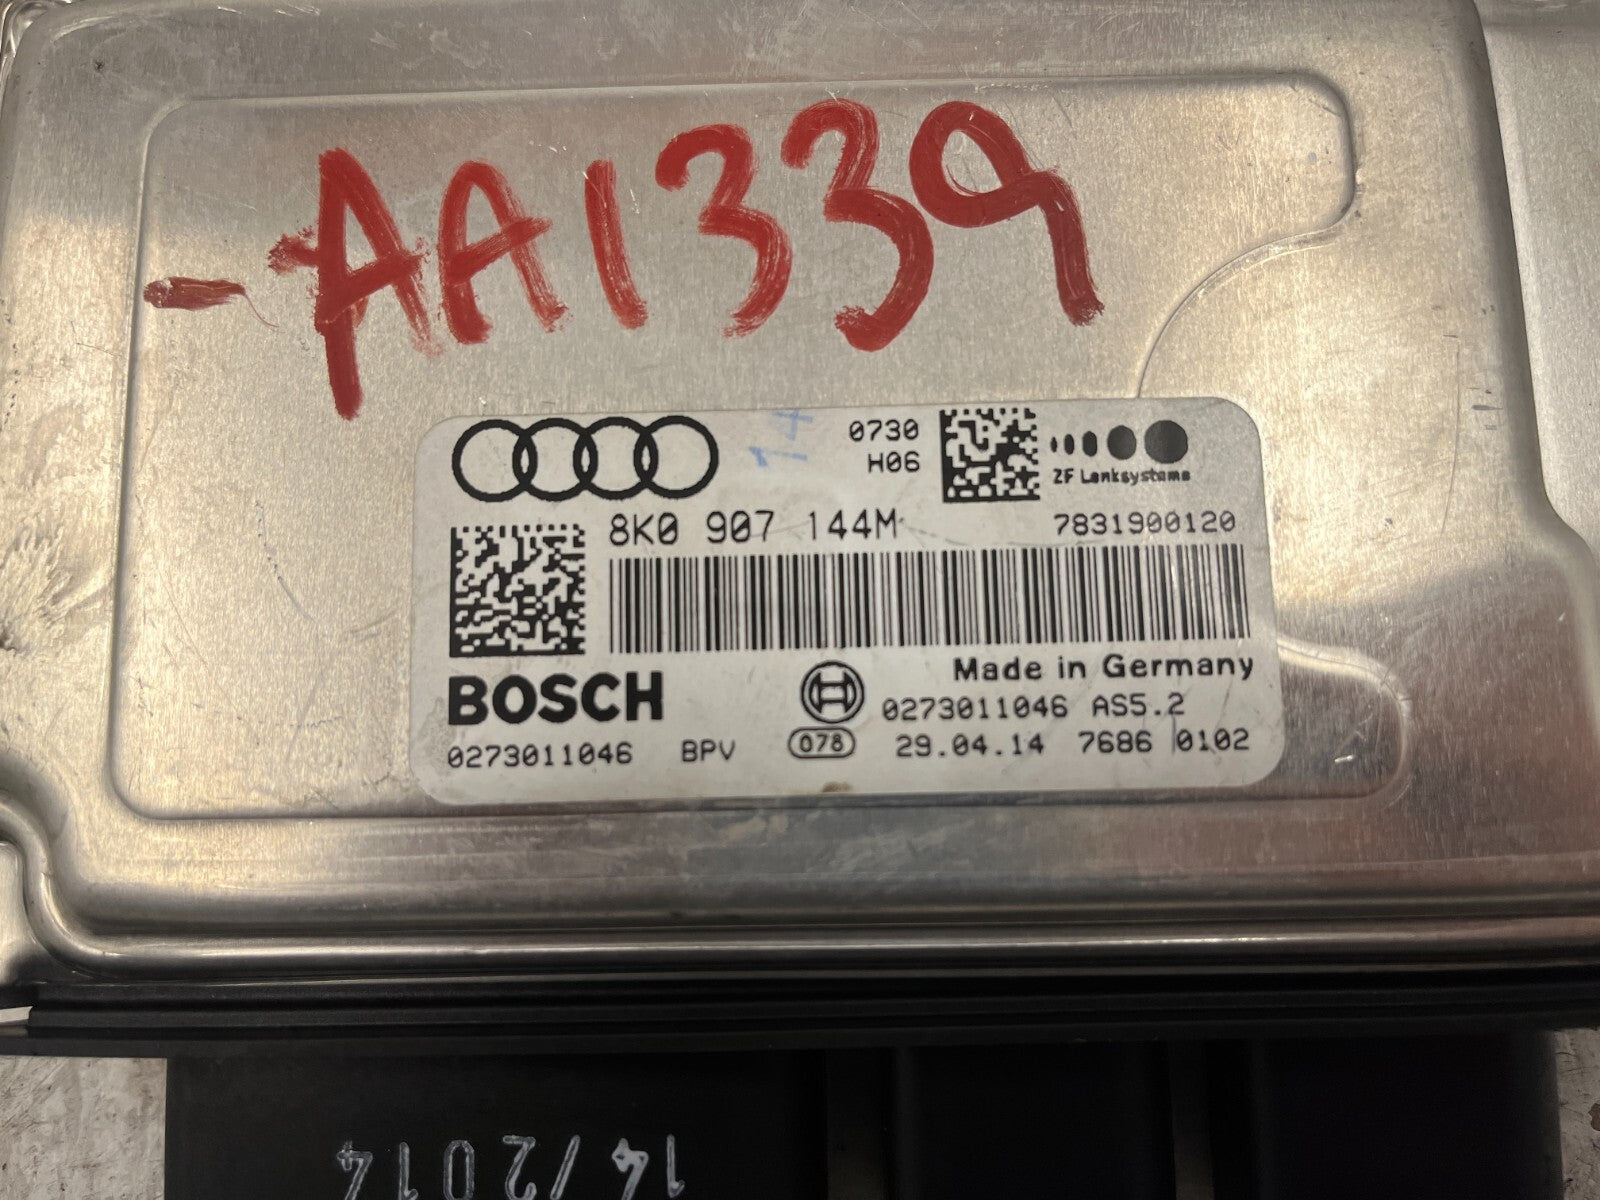 -AA1339
14
0730
H06
ZF Lenksysteme
8K0 907 144M
7831900120
Made in Germany
BOSCH
0273011046 AS5.2
0273011046 BPV
078
29.04.14 7686 0102
14/2014